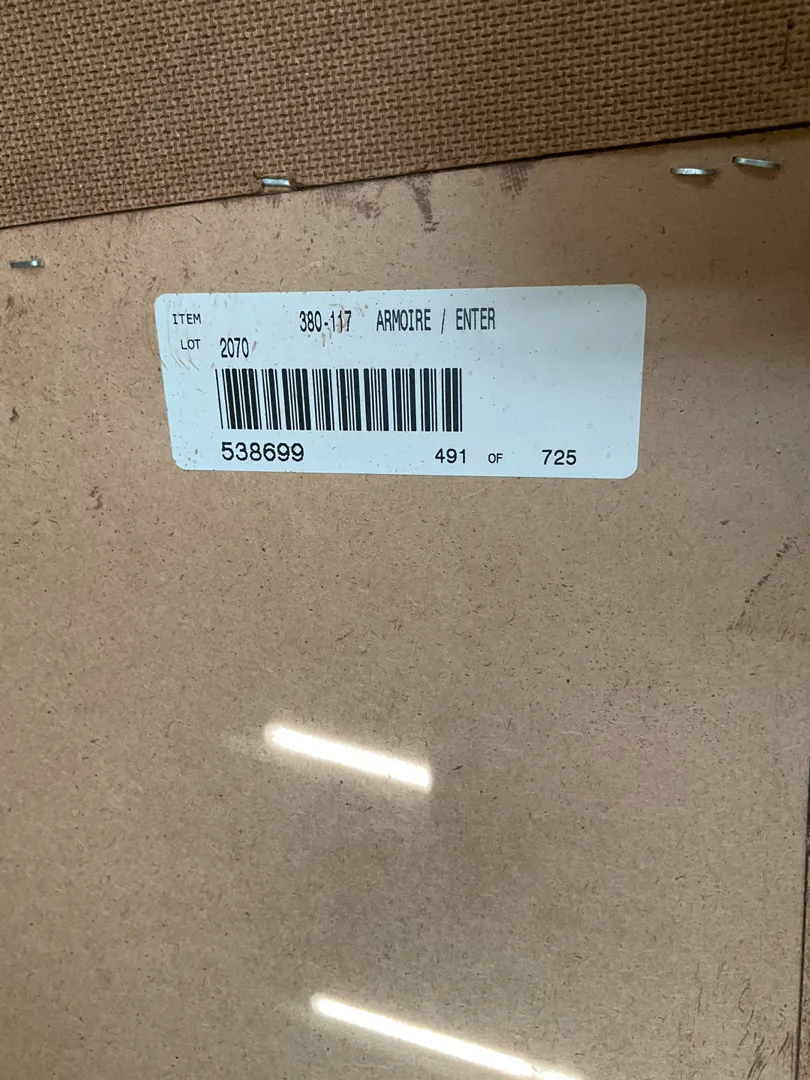 ITEM 380-117 ARMOIRE / ENTER
LOT 2070
538699 491 OF 725